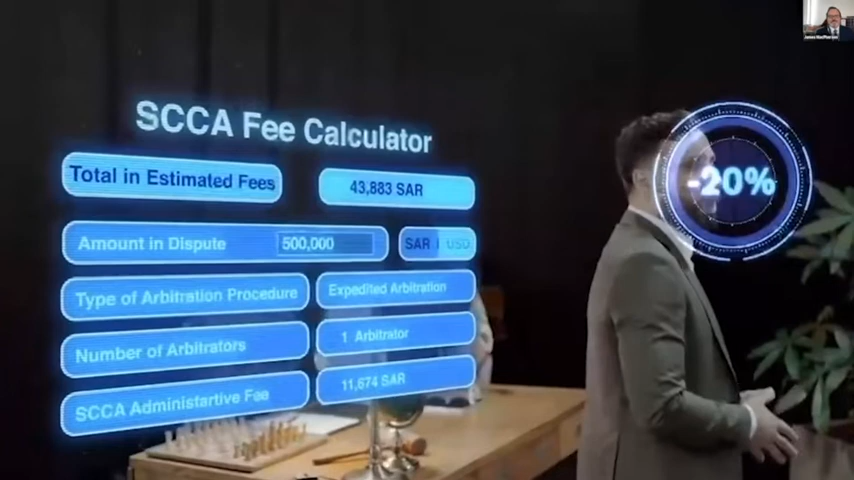 SCCA Fee Calculator
Total in Estimated Fees
43,883 SAR
Amount in Dispute
500,000
SAR
USD
Type of Arbitration Procedure
Expedited Arbitration
Number of Arbitrators
1 Arbitrator
SCCA Administartive Fee
11,674 SAR
-20%